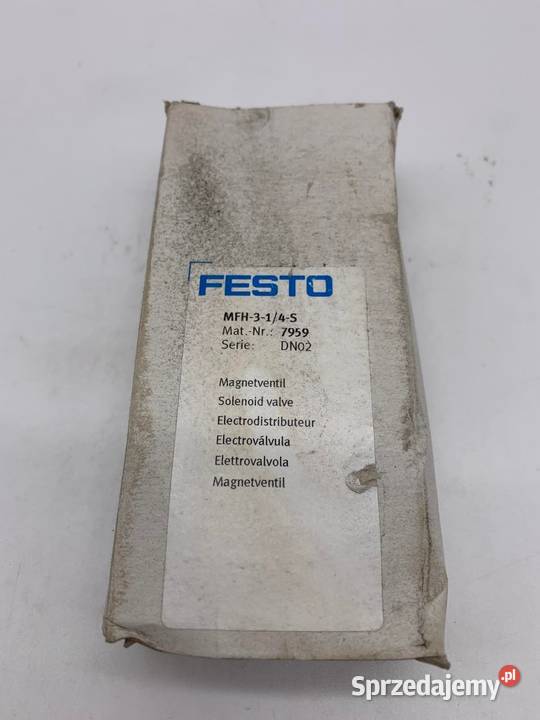 FESTO
MFH-3-1/4-S
Mat.-Nr.: 7959
Serie: DN02
Magnetventil
Solenoid valve
Electrodistributeur
Electroválvula
Elettrovalvola
Magnetventil
Sprzedajemy.pl